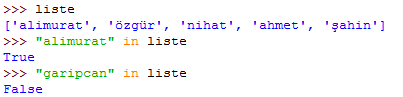 >>> liste
['alimurat', 'özgür', 'nihat', 'ahmet', 'şahin']
>>> "alimurat" in liste
True
>>> "garipcan" in liste
False